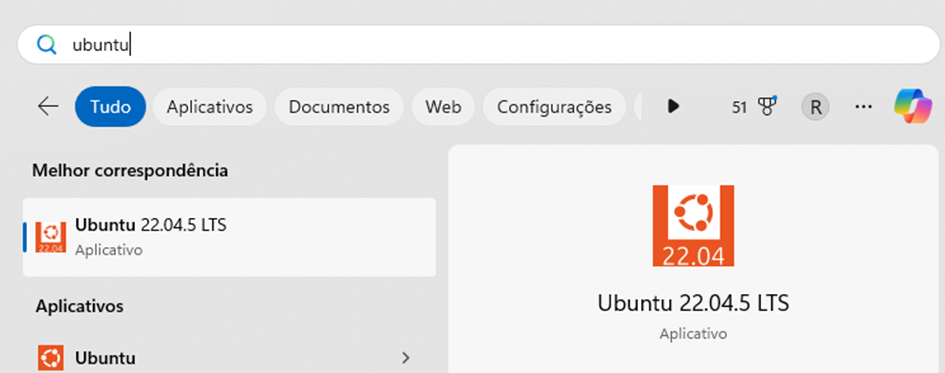 ubuntu
Tudo Aplicativos Documentos Web Configurações 51 R
Melhor correspondência
Ubuntu 22.04.5 LTS
Aplicativo
22.04
Aplicativos
Ubuntu
22.04
Ubuntu 22.04.5 LTS
Aplicativo